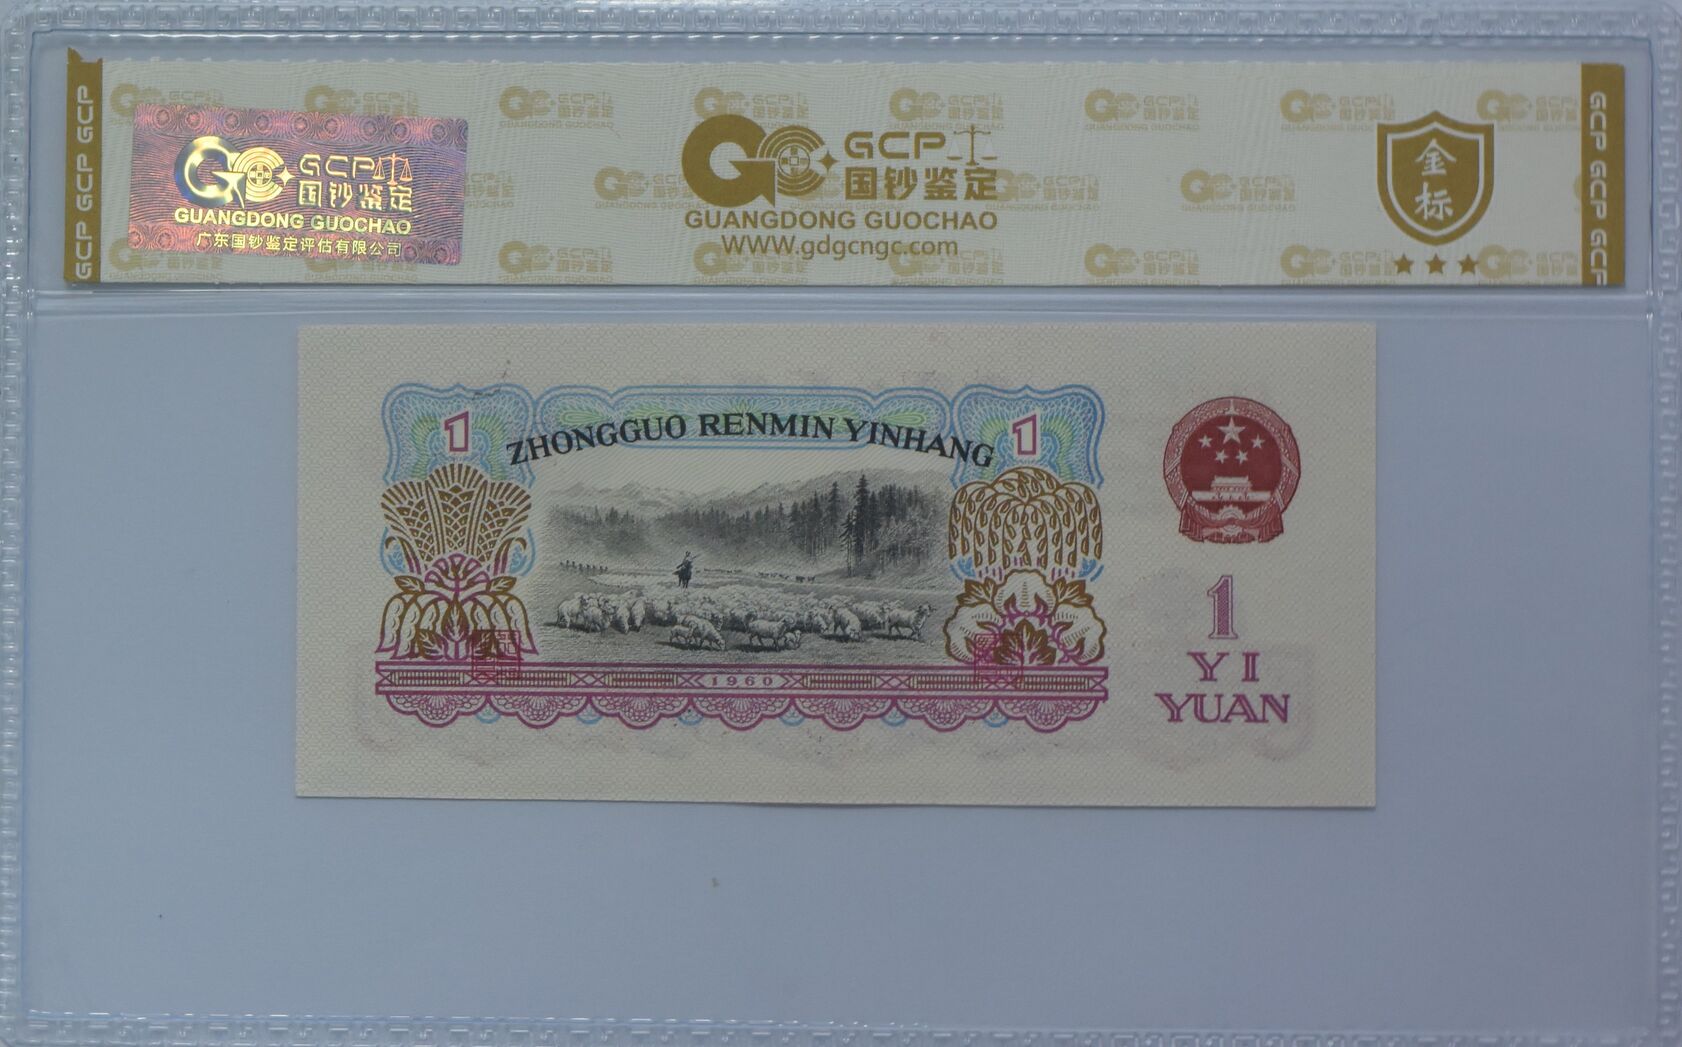 GCP GCP GCP
GCP
国钞鉴定
GUANGDONG GUOCHAO
广东国钞鉴定评估有限公司
GCP
国钞鉴定
GUANGDONG GUOCHAO
WWW.gdgcngc.com
金标
GCP GCP GCP
1
ZHONGGUO RENMIN YINHANG
1
1
YI
YUAN
1960